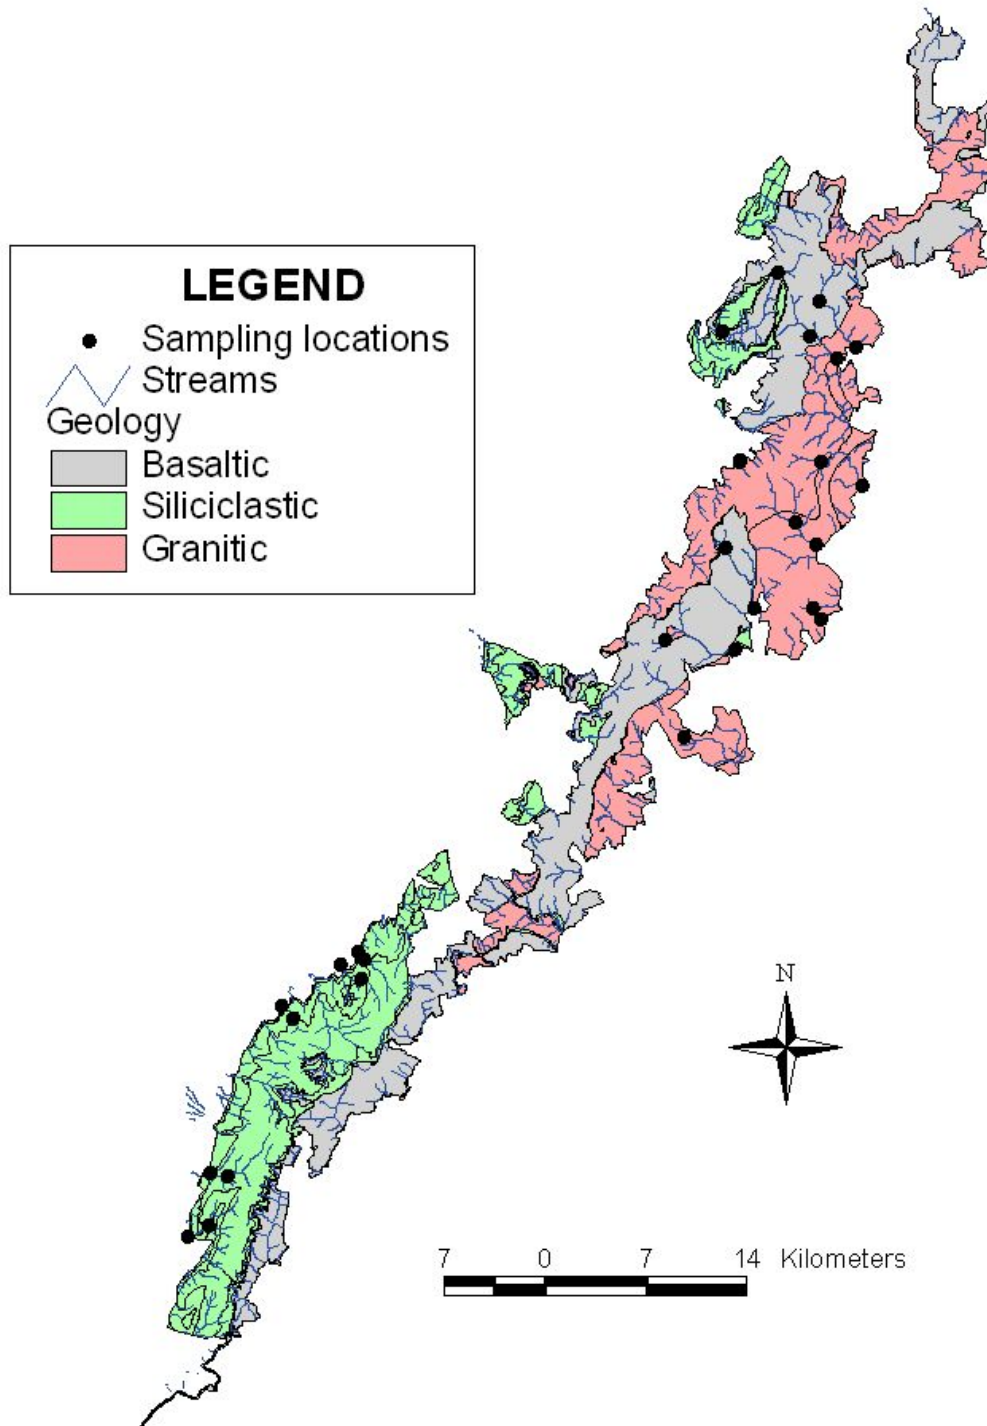 LEGEND
Sampling locations
Streams
Geology
Basaltic
Siliciclastic
Granitic
N
7 0 7 14 Kilometers